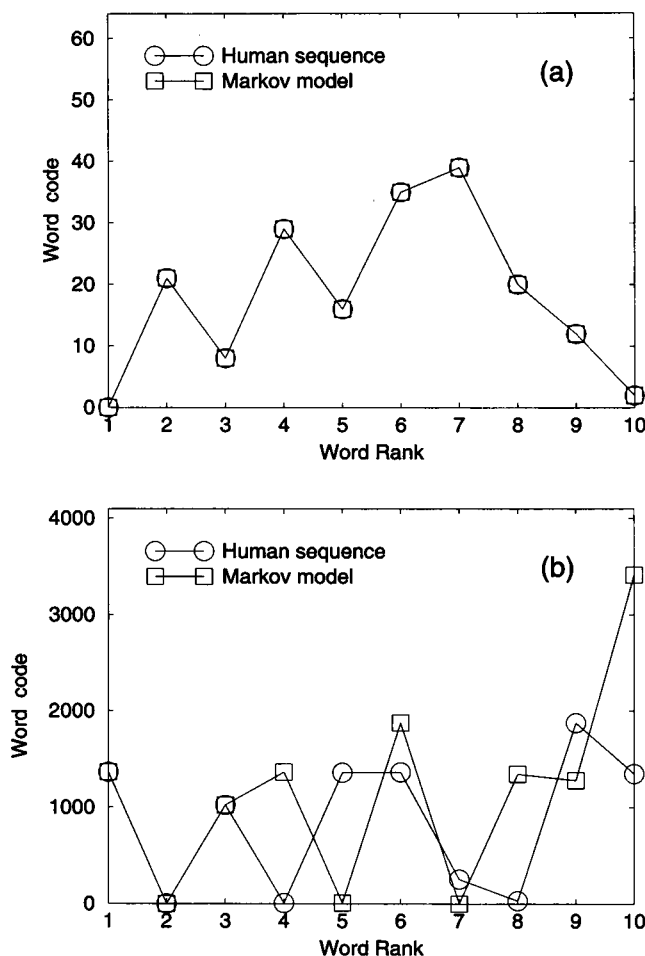 60
50
40
30
20
10
0
Word code
Human sequence
Markov model
(a)
1 2 3 4 5 6 7 8 9 10
Word Rank
4000
3000
2000
1000
0
Word code
Human sequence
Markov model
(b)
1 2 3 4 5 6 7 8 9 10
Word Rank